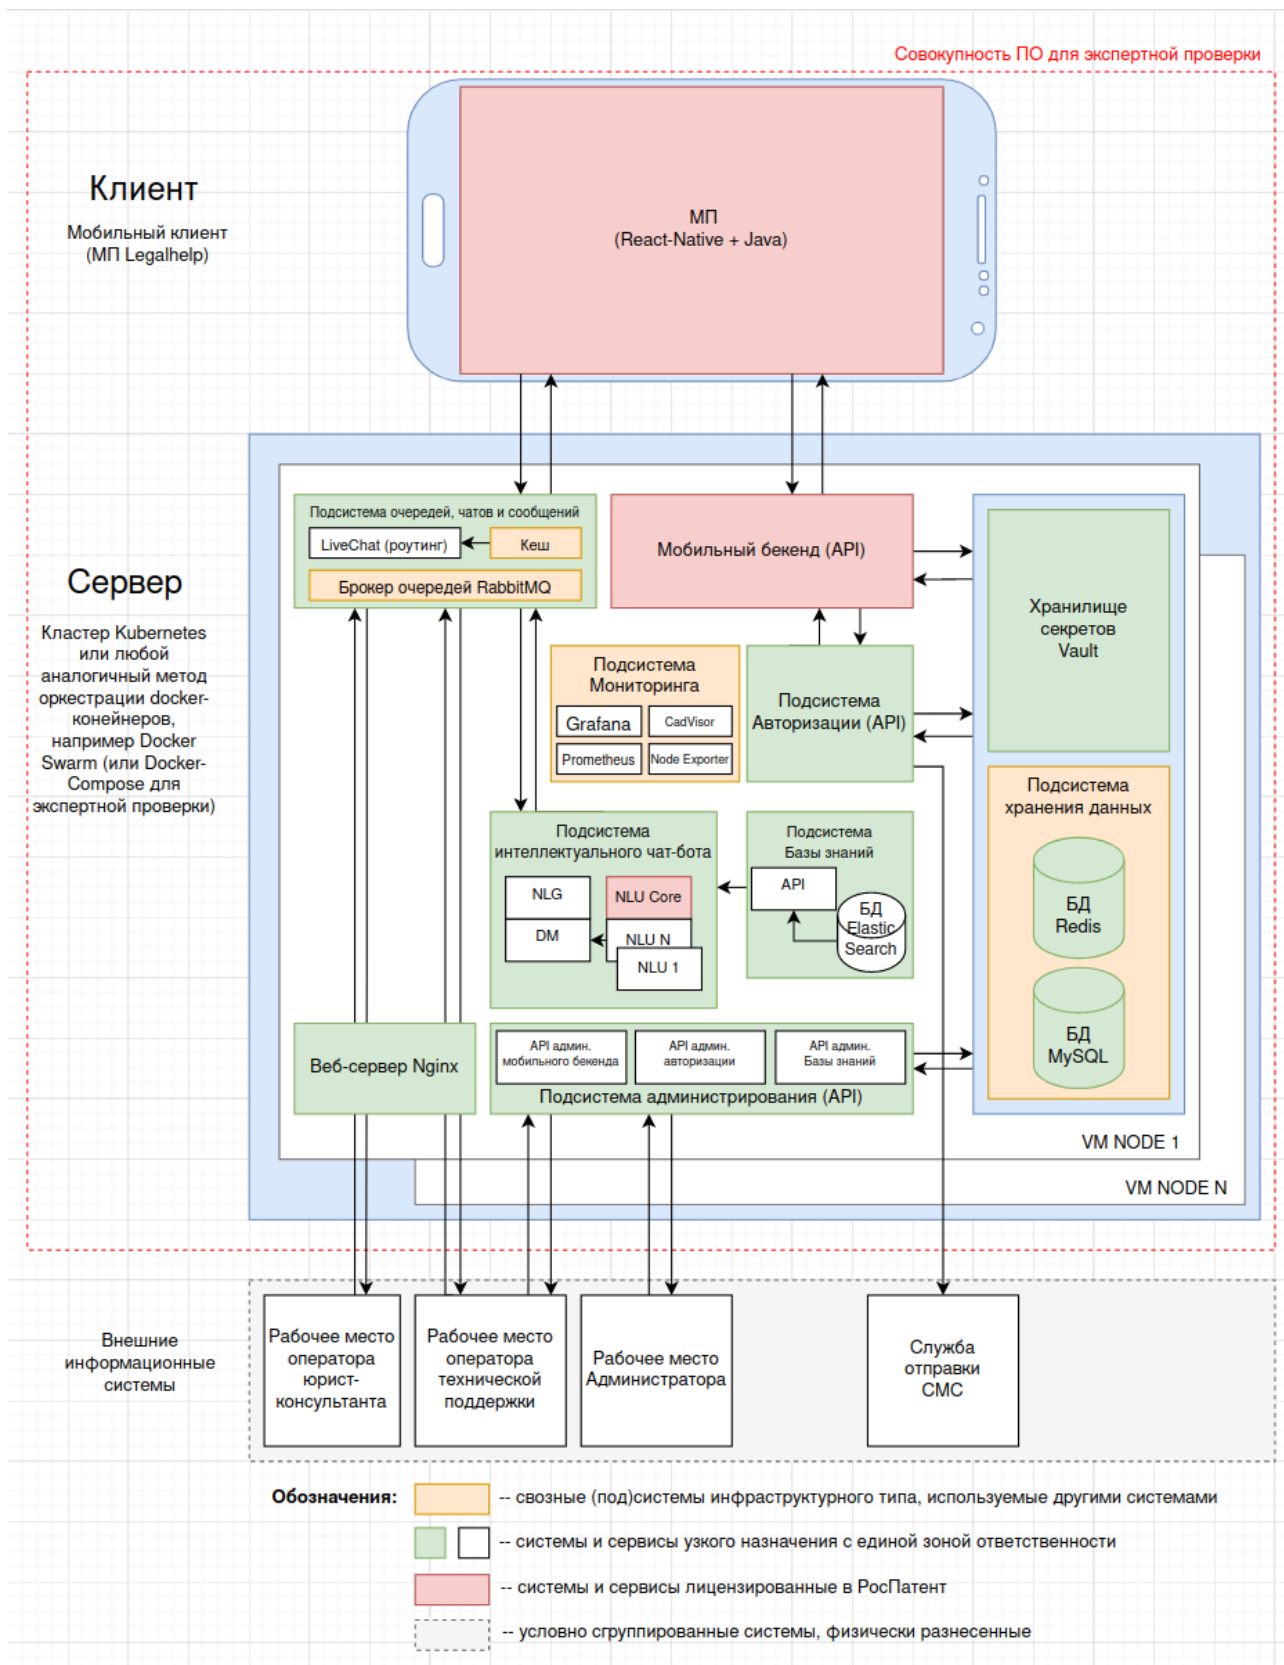 Совокупность ПО для экспертной проверки
Клиент
Мобильный клиент
(МП Legalhelp)
МП
(React-Native + Java)
Сервер
Кластер Kubernetes
или любой
аналогичный метод
оркестрации docker-
конейнеров,
например Docker
Swarm (или Docker-
Compose для
экспертной проверки)
Подсистема очередей, чатов и сообщений
LiveChat (роутинг)
Кеш
Брокер очередей RabbitMQ
Мобильный бекенд (API)
Хранилище
секретов
Vault
Подсистема
Мониторинга
Grafana
CadVisor
Prometheus
Node Exporter
Подсистема
Авторизации (API)
Подсистема
хранения данных
БД
Redis
БД
MySQL
Подсистема
интеллектуального чат-бота
NLG
NLU Core
DM
NLU N
NLU 1
Подсистема
Базы знаний
API
БД
Elastic
Search
Веб-сервер Nginx
API админ.
мобильного бекенда
API админ.
авторизации
API админ.
Базы знаний
Подсистема администрирования (API)
VM NODE 1
VM NODE N
Внешние
информационные
системы
Рабочее место
оператора
юрист-
консультанта
Рабочее место
оператора
технической
поддержки
Рабочее место
Администратора
Служба
отправки
СМС
Обозначения:
-- свозные (под)системы инфраструктурного типа, используемые другими системами
-- системы и сервисы узкого назначения с единой зоной ответственности
-- системы и сервисы лицензированные в РосПатент
-- условно сгруппированные системы, физически разнесенные